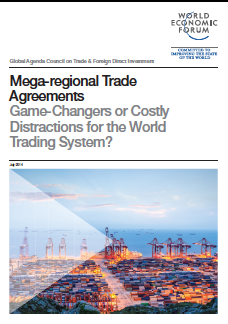 WORLD
ECONOMIC
FORUM
COMMITTED TO
IMPROVING THE STATE
OF THE WORLD
Global Agenda Council on Trade & Foreign Direct Investment
Mega-regional Trade
Agreements
Game-Changers or Costly
Distractions for the World
Trading System?
July 2014